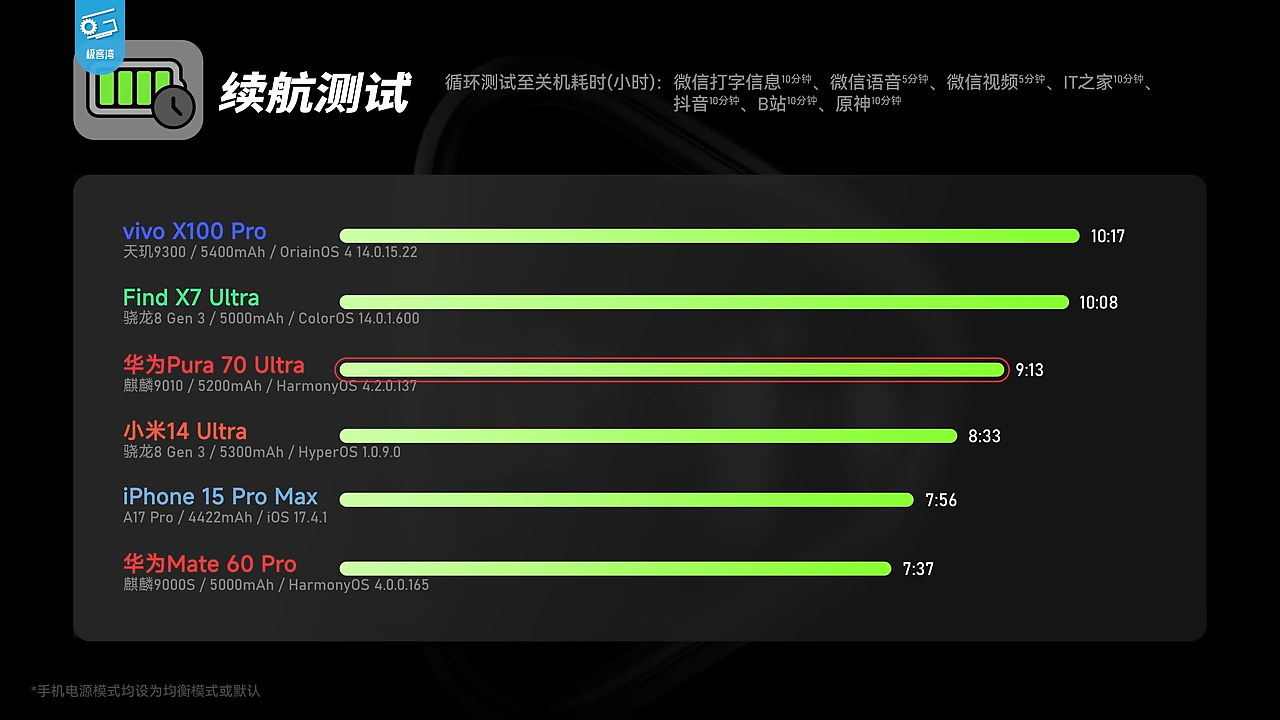 极客湾
续航测试
循环测试至关机耗时(小时)：微信打字信息10分钟、微信语音5分钟、微信视频5分钟、IT之家10分钟、
抖音10分钟、B站10分钟、原神10分钟
vivo X100 Pro
天玑9300 / 5400mAh / OriainOS 4 14.0.15.22
10:17
Find X7 Ultra
骁龙8 Gen 3 / 5000mAh / ColorOS 14.0.1.600
10:08
华为Pura 70 Ultra
麒麟9010 / 5200mAh / HarmonyOS 4.2.0.137
9:13
小米14 Ultra
骁龙8 Gen 3 / 5300mAh / HyperOS 1.0.9.0
8:33
iPhone 15 Pro Max
A17 Pro / 4422mAh / iOS 17.4.1
7:56
华为Mate 60 Pro
麒麟9000S / 5000mAh / HarmonyOS 4.0.0.165
7:37
*手机电源模式均设为均衡模式或默认